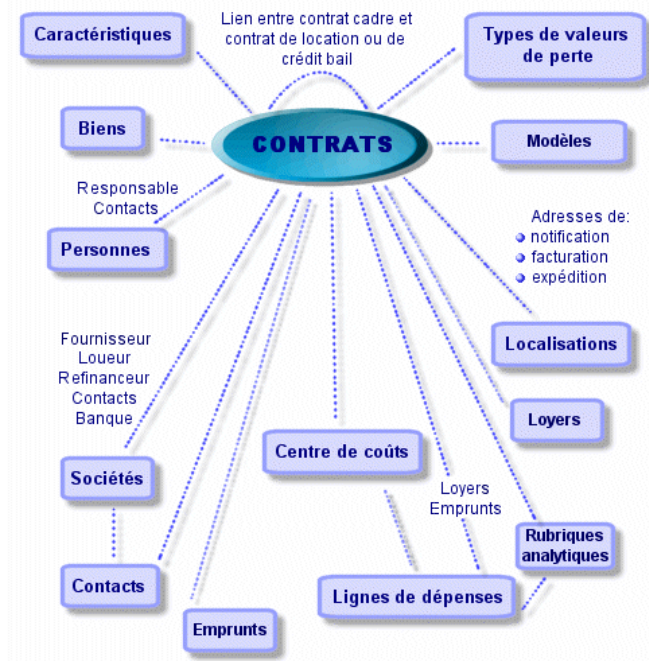 Caractéristiques
Lien entre contrat cadre et
contrat de location ou de
crédit bail
Types de valeurs
de perte
Biens
CONTRATS
Modèles
Responsable
Contacts
Personnes
Adresses de:
notification
facturation
expédition
Localisations
Fournisseur
Loueur
Refinanceur
Contacts
Banque
Loyers
Centre de coûts
Sociétés
Loyers
Emprunts
Rubriques
analytiques
Contacts
Lignes de dépenses
Emprunts